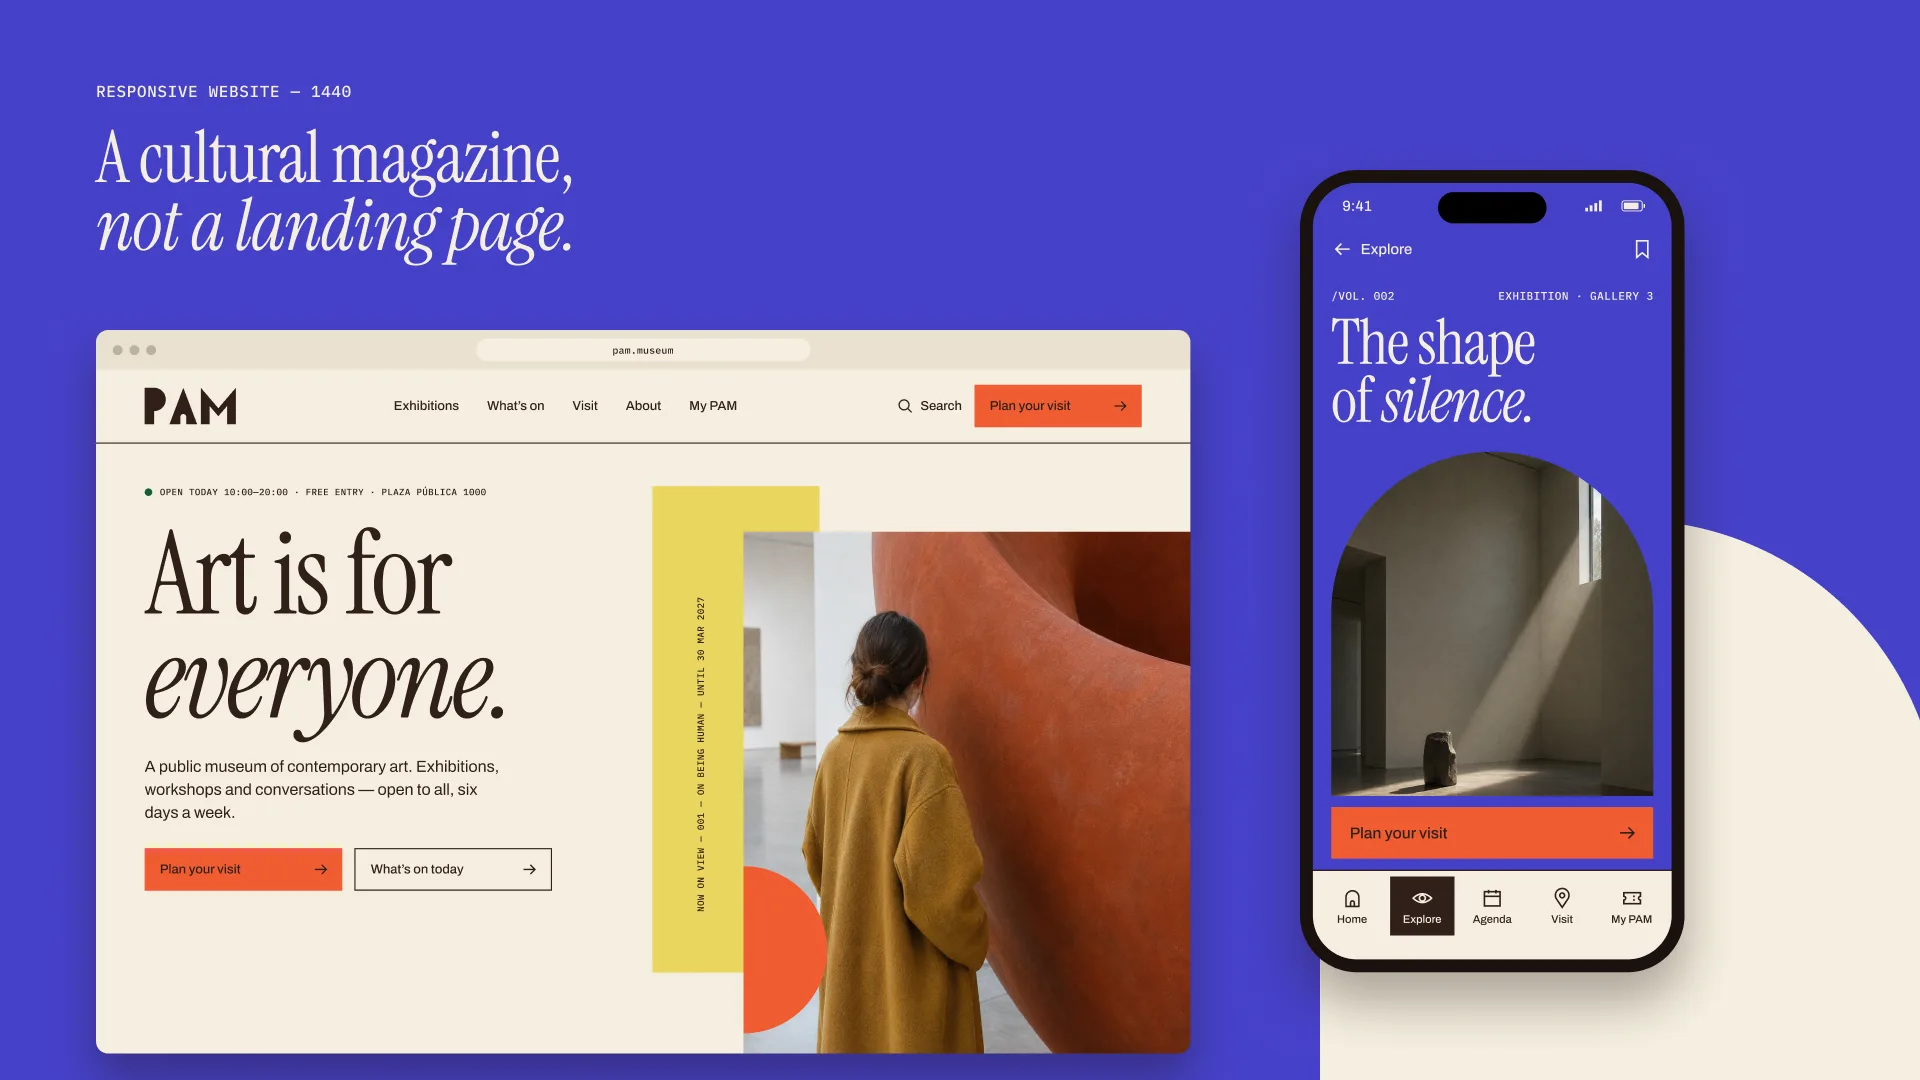 RESPONSIVE WEBSITE — 1440
A cultural magazine,
not a landing page.
pam.museum
PAM
Exhibitions
What's on
Visit
About
My PAM
Search
Plan your visit
OPEN TODAY 10:00—20:00 · FREE ENTRY · PLAZA PÚBLICA 1000
Art is for
everyone.
A public museum of contemporary art. Exhibitions,
workshops and conversations — open to all, six
days a week.
Plan your visit
What's on today
NOW ON VIEW — 001 — ON BEING HUMAN — UNTIL 30 MAR 2027
9:41
Explore
/VOL. 002
EXHIBITION · GALLERY 3
The shape
of silence.
Plan your visit
Home
Explore
Agenda
Visit
My PAM